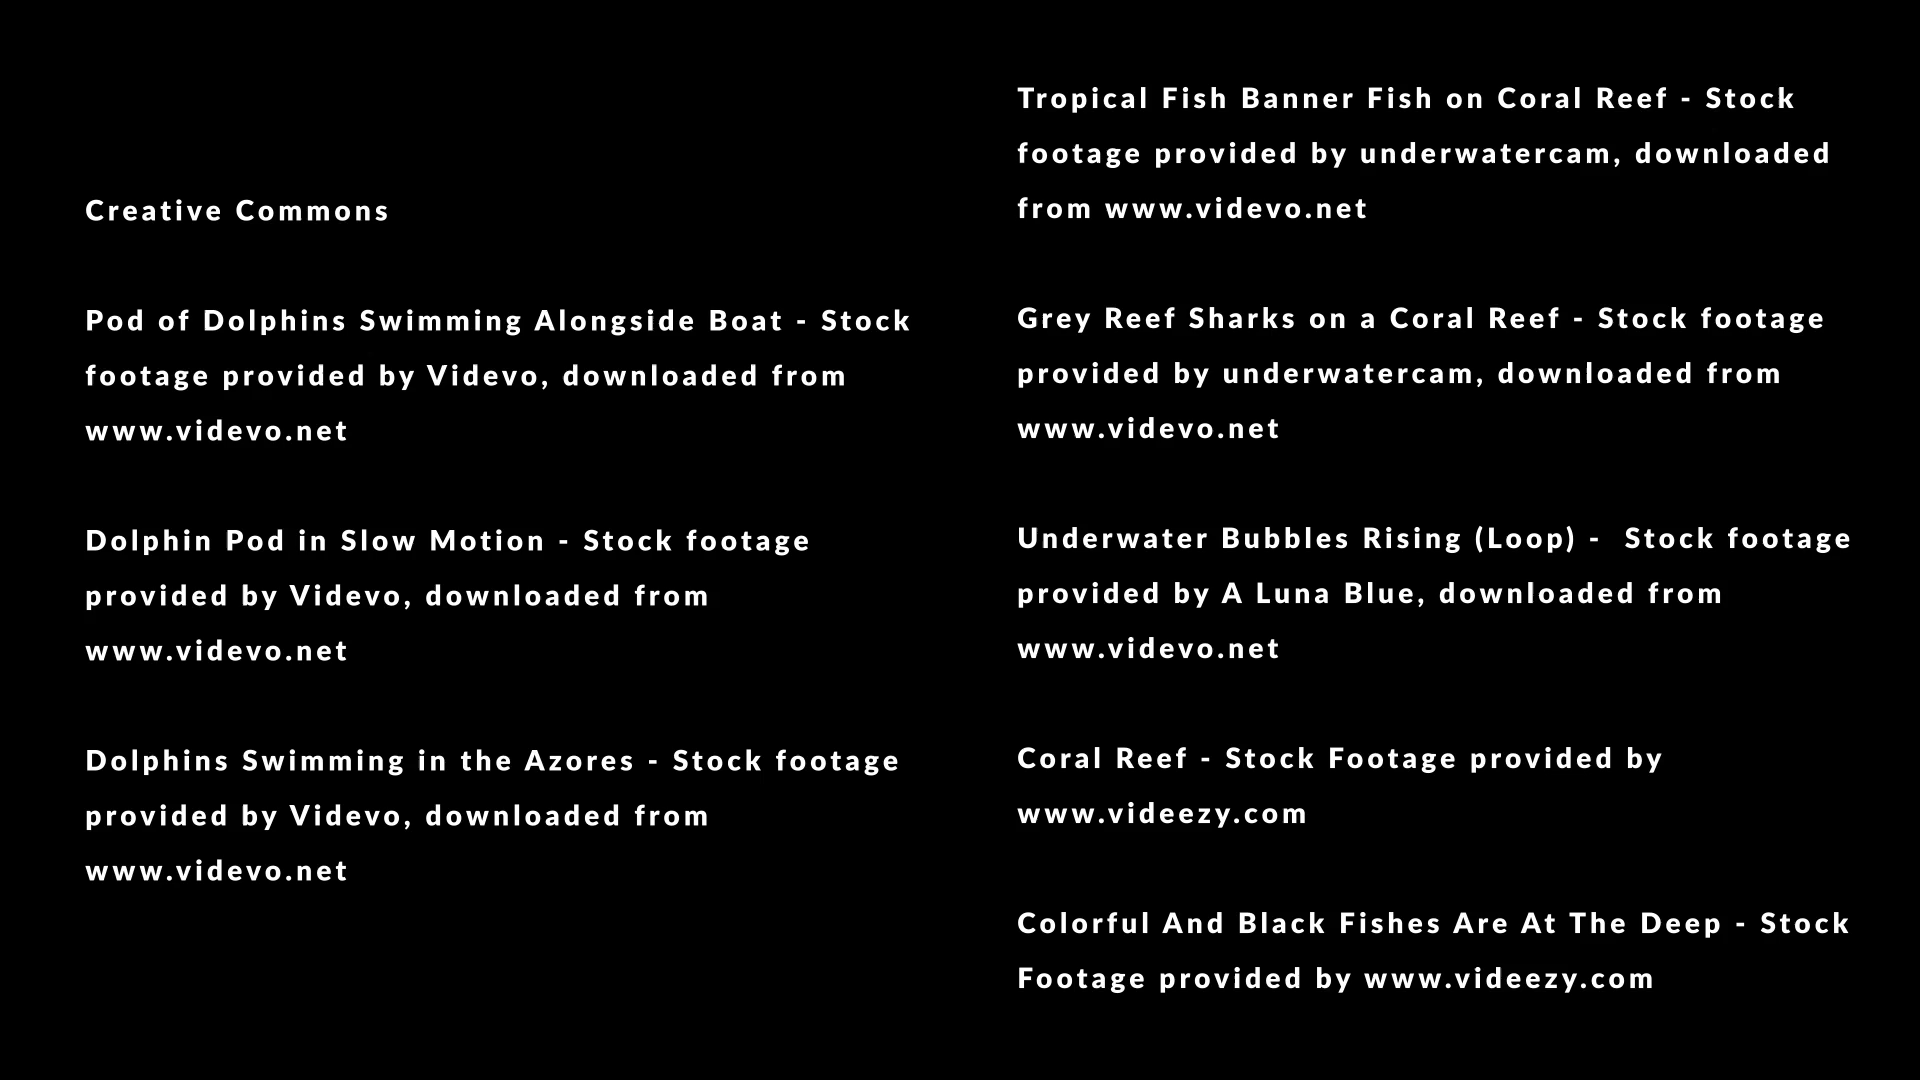 Creative Commons
Pod of Dolphins Swimming Alongside Boat - Stock
footage provided by Videvo, downloaded from
www.videvo.net
Dolphin Pod in Slow Motion - Stock footage
provided by Videvo, downloaded from
www.videvo.net
Dolphins Swimming in the Azores - Stock footage
provided by Videvo, downloaded from
www.videvo.net
Tropical Fish Banner Fish on Coral Reef - Stock
footage provided by underwatercam, downloaded
from www.videvo.net
Grey Reef Sharks on a Coral Reef - Stock footage
provided by underwatercam, downloaded from
www.videvo.net
Underwater Bubbles Rising (Loop) -  Stock footage
provided by A Luna Blue, downloaded from
www.videvo.net
Coral Reef - Stock Footage provided by
www.videezy.com
Colorful And Black Fishes Are At The Deep - Stock
Footage provided by www.videezy.com